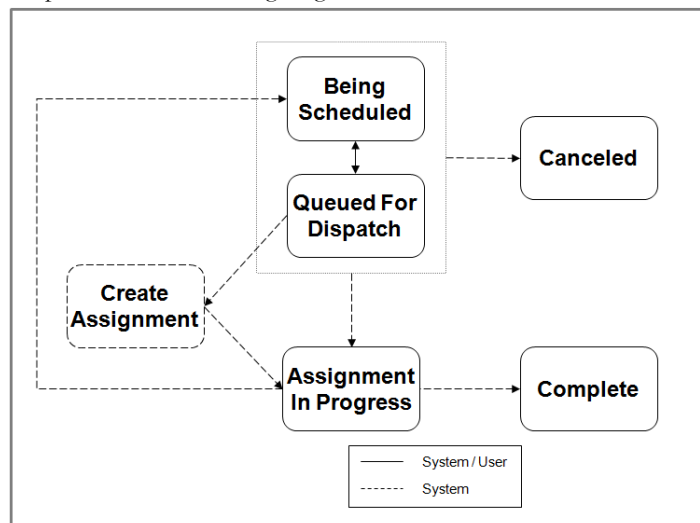 Being
Scheduled
Queued For
Dispatch
Canceled
Create
Assignment
Assignment
In Progress
Complete
System / User
System